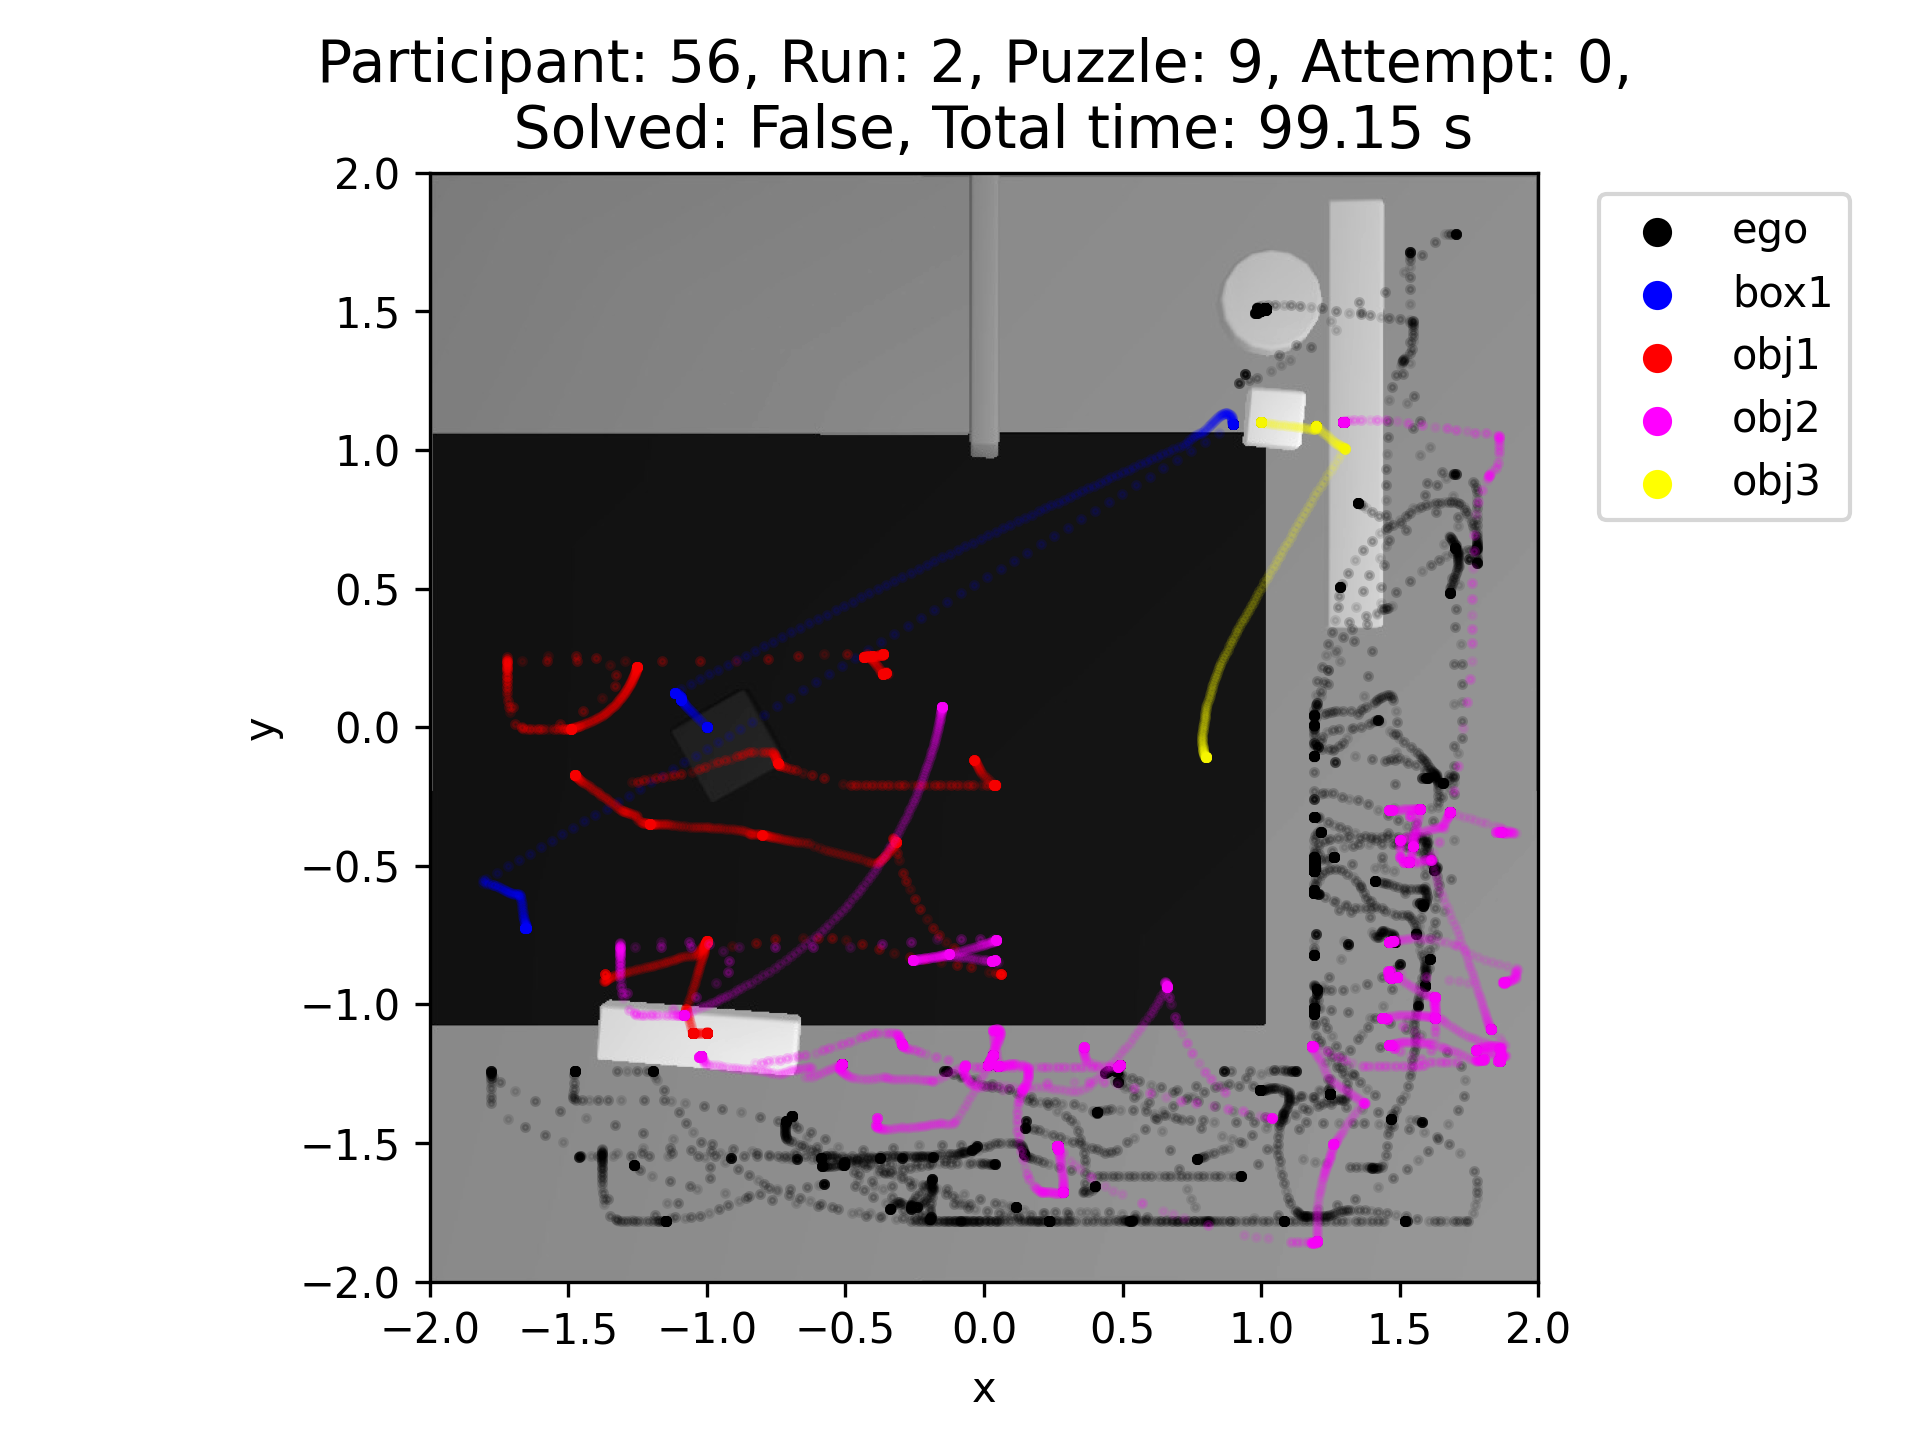 Participant: 56, Run: 2, Puzzle: 9, Attempt: 0,
Solved: False, Total time: 99.15 s
2.0
1.5
1.0
0.5
0.0
−0.5
−1.0
−1.5
−2.0
y
−2.0 −1.5 −1.0 −0.5 0.0 0.5 1.0 1.5 2.0
x
ego
box1
obj1
obj2
obj3